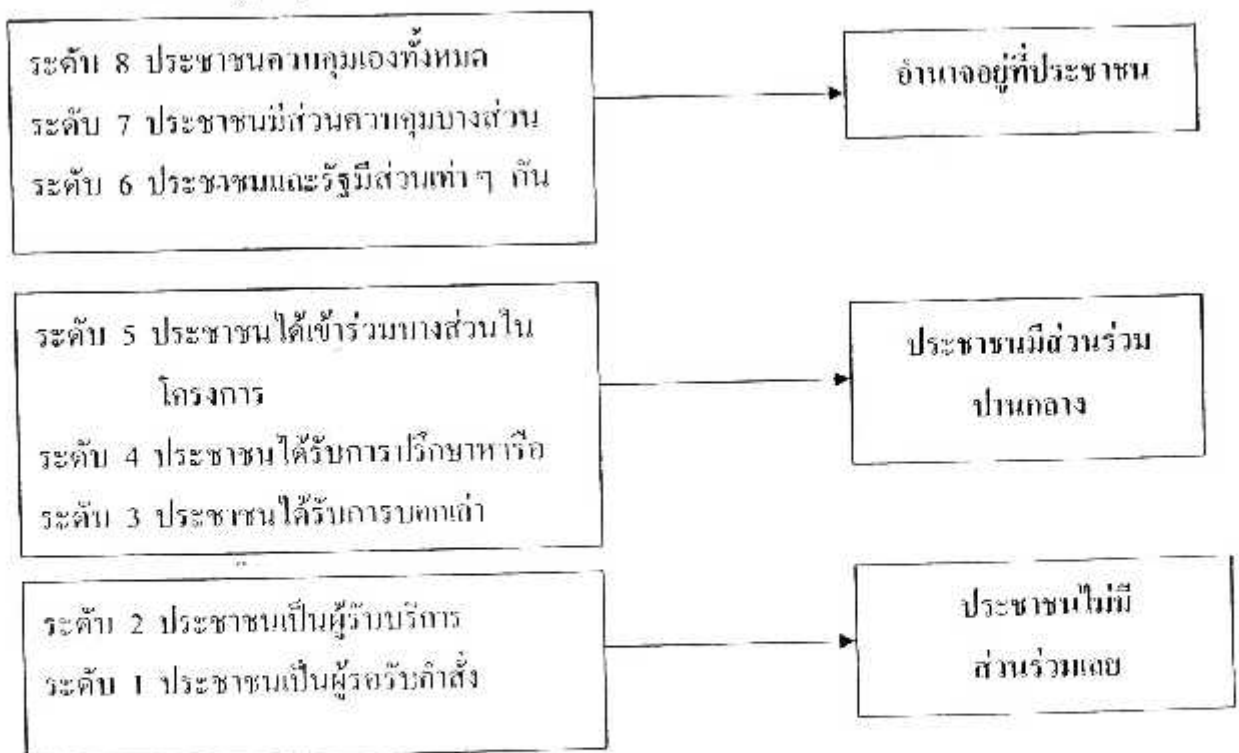 ระดับ 8 ประชาชนควบคุมเองทั้งหมด
ระดับ 7 ประชาชนมีส่วนควบคุมบางส่วน
ระดับ 6 ประชาชนและรัฐมีส่วนเท่า ๆ กัน
อำนาจอยู่ที่ประชาชน
ระดับ 5 ประชาชนได้เข้าร่วมบางส่วนใน
โครงการ
ระดับ 4 ประชาชนได้รับการปรึกษาหารือ
ระดับ 3 ประชาชนได้รับการบอกเล่า
ประชาชนมีส่วนร่วม
ปานกลาง
ระดับ 2 ประชาชนเป็นผู้รับบริการ
ระดับ 1 ประชาชนเป็นผู้รอรับคำสั่ง
ประชาชนไม่มี
ส่วนร่วมเลย